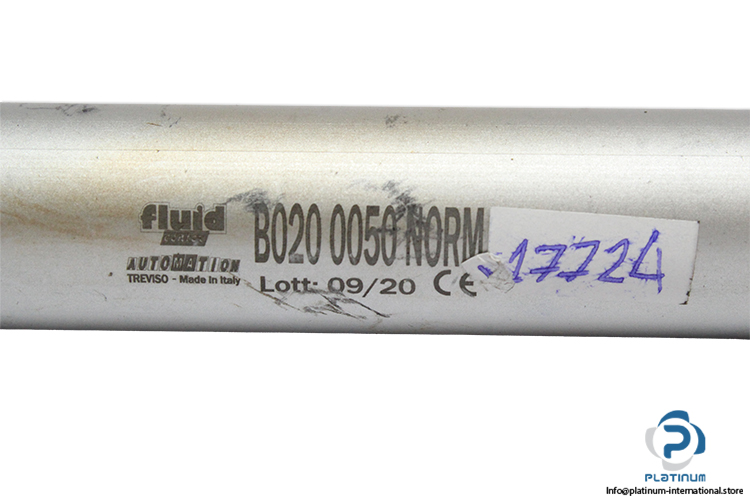 fluid
AUTOMATION
TREVISO - Made in Italy
B020 0050 NORM
Lott: 09/20 CE
17724
PLATINUM
Info@platinum-international.store